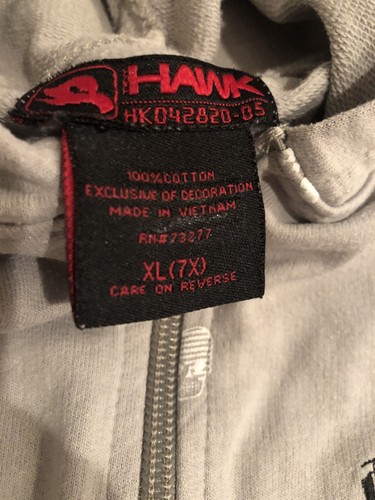 HAWK
HK042820-05
100% COTTON
EXCLUSIVE OF DECORATION
MADE IN VIETNAM
RN#73277
XL(7X)
CARE ON REVERSE